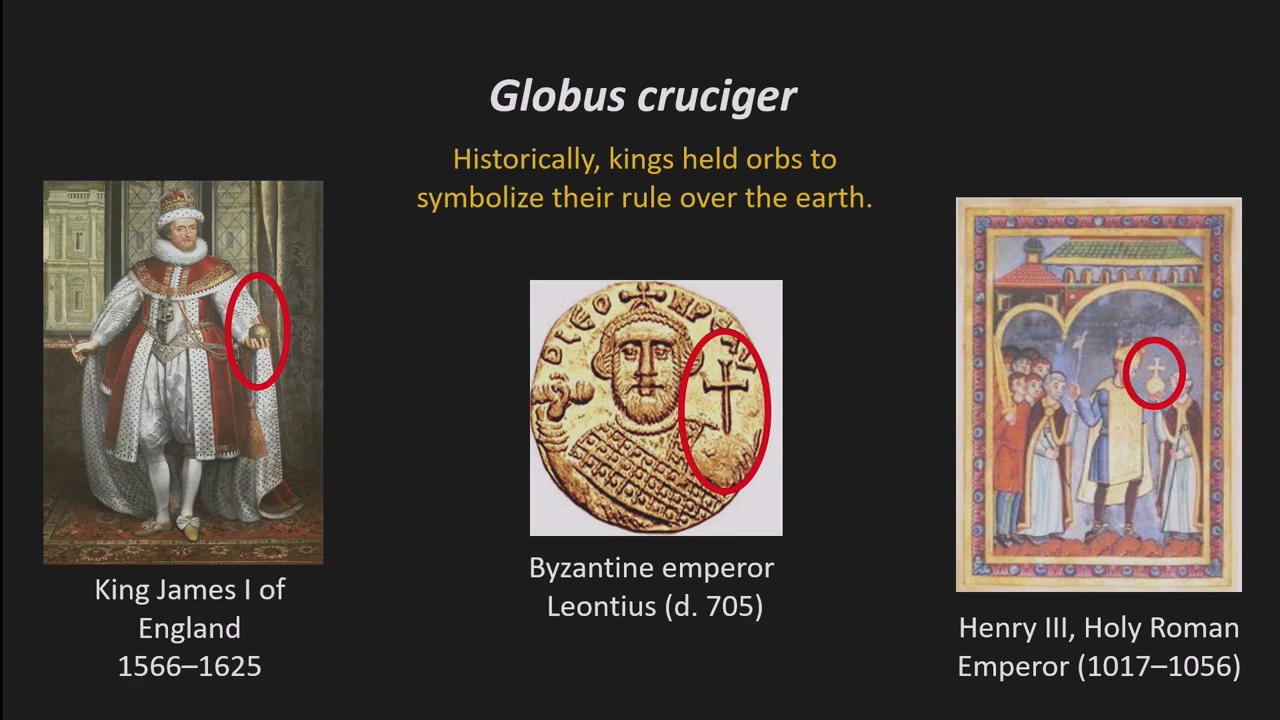 Globus cruciger
Historically, kings held orbs to
symbolize their rule over the earth.
King James I of
England
1566–1625
Byzantine emperor
Leontius (d. 705)
Henry III, Holy Roman
Emperor (1017–1056)